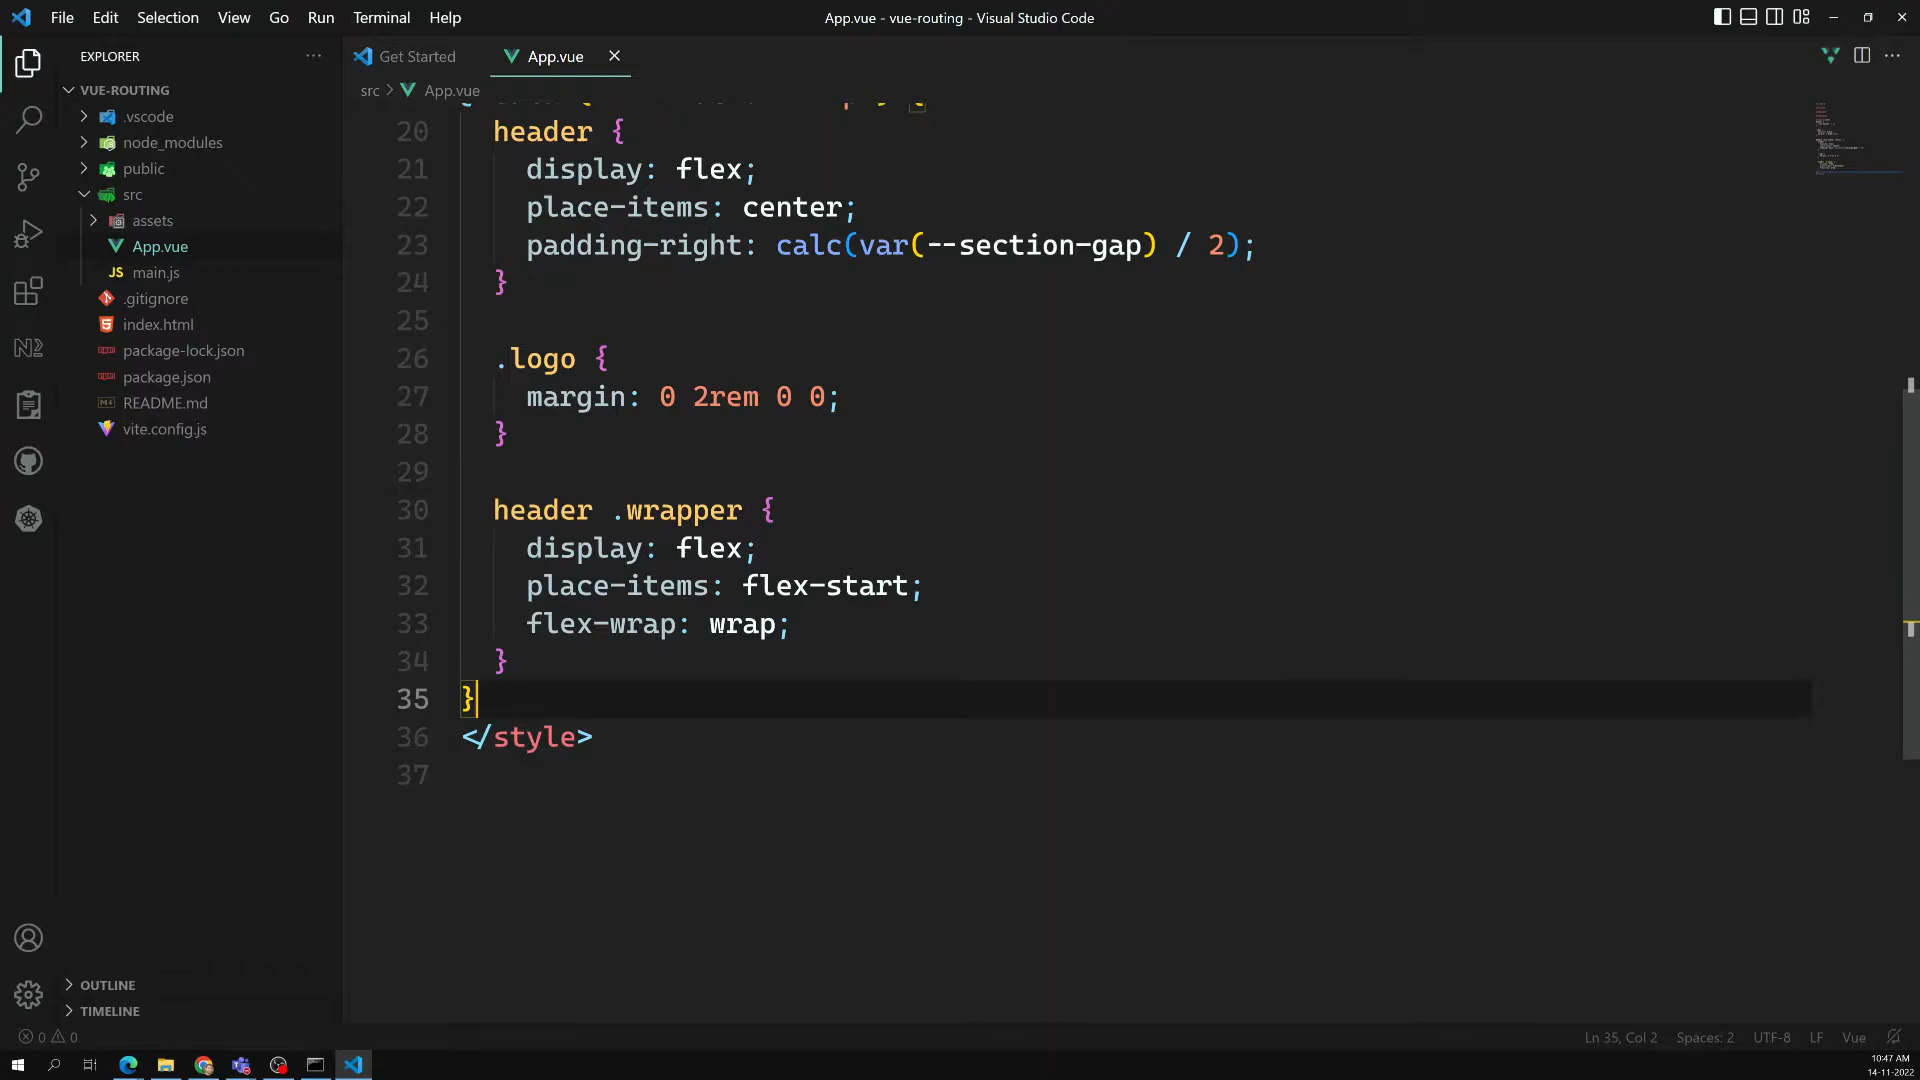 File Edit Selection View Go Run Terminal Help
App.vue - vue-routing - Visual Studio Code
EXPLORER
VUE-ROUTING
.vscode
node_modules
public
src
assets
App.vue
JS main.js
.gitignore
index.html
package-lock.json
package.json
README.md
vite.config.js
OUTLINE
TIMELINE
Get Started
App.vue
src > App.vue
20 header {
21 display: flex;
22 place-items: center;
23 padding-right: calc(var(--section-gap) / 2);
24 }
25
26 .logo {
27 margin: 0 2rem 0 0;
28 }
29
30 header .wrapper {
31 display: flex;
32 place-items: flex-start;
33 flex-wrap: wrap;
34 }
35 }
36 </style>
37
0 0
Ln 35, Col 2 Spaces: 2 UTF-8 LF Vue
10:47 AM
14-11-2022